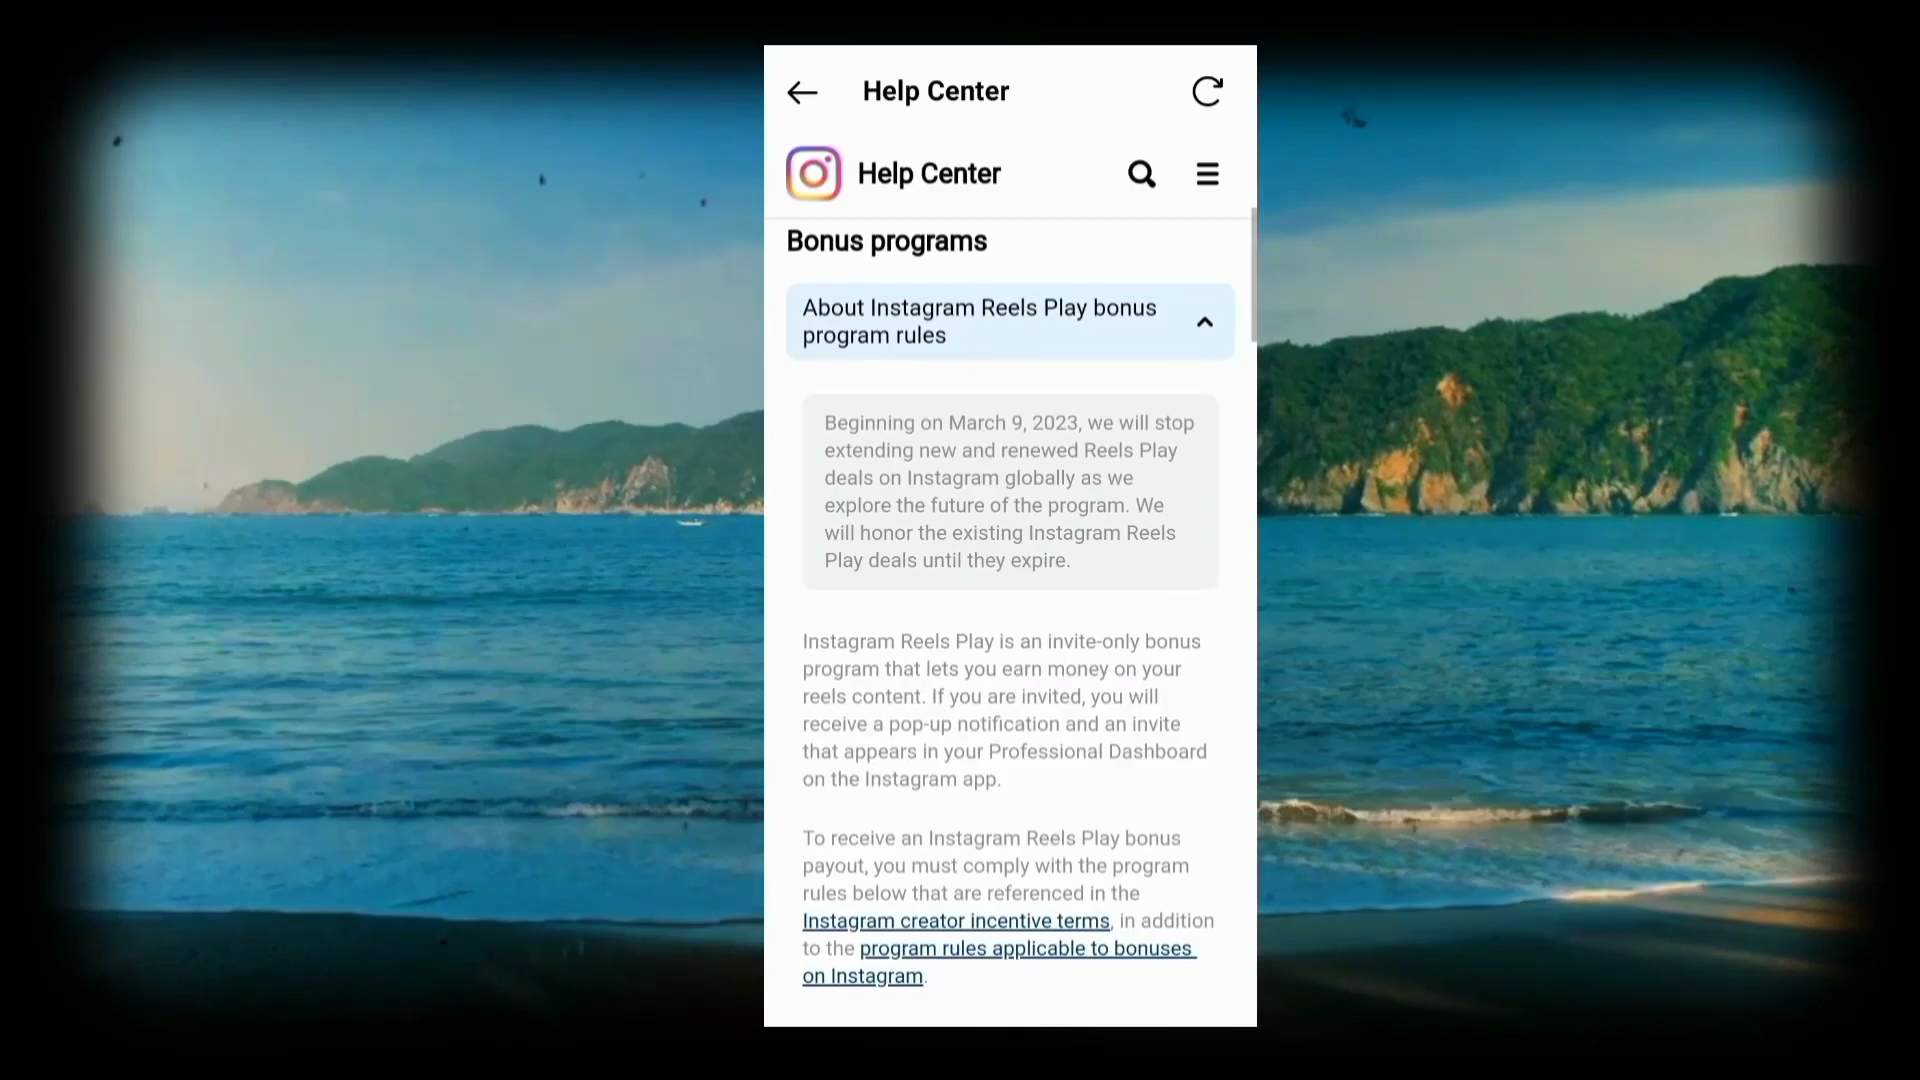 Help Center
Help Center
Bonus programs
About Instagram Reels Play bonus
program rules
Beginning on March 9, 2023, we will stop
extending new and renewed Reels Play
deals on Instagram globally as we
explore the future of the program. We
will honor the existing Instagram Reels
Play deals until they expire.
Instagram Reels Play is an invite-only bonus
program that lets you earn money on your
reels content. If you are invited, you will
receive a pop-up notification and an invite
that appears in your Professional Dashboard
on the Instagram app.
To receive an Instagram Reels Play bonus
payout, you must comply with the program
rules below that are referenced in the
Instagram creator incentive terms, in addition
to the program rules applicable to bonuses
on Instagram.